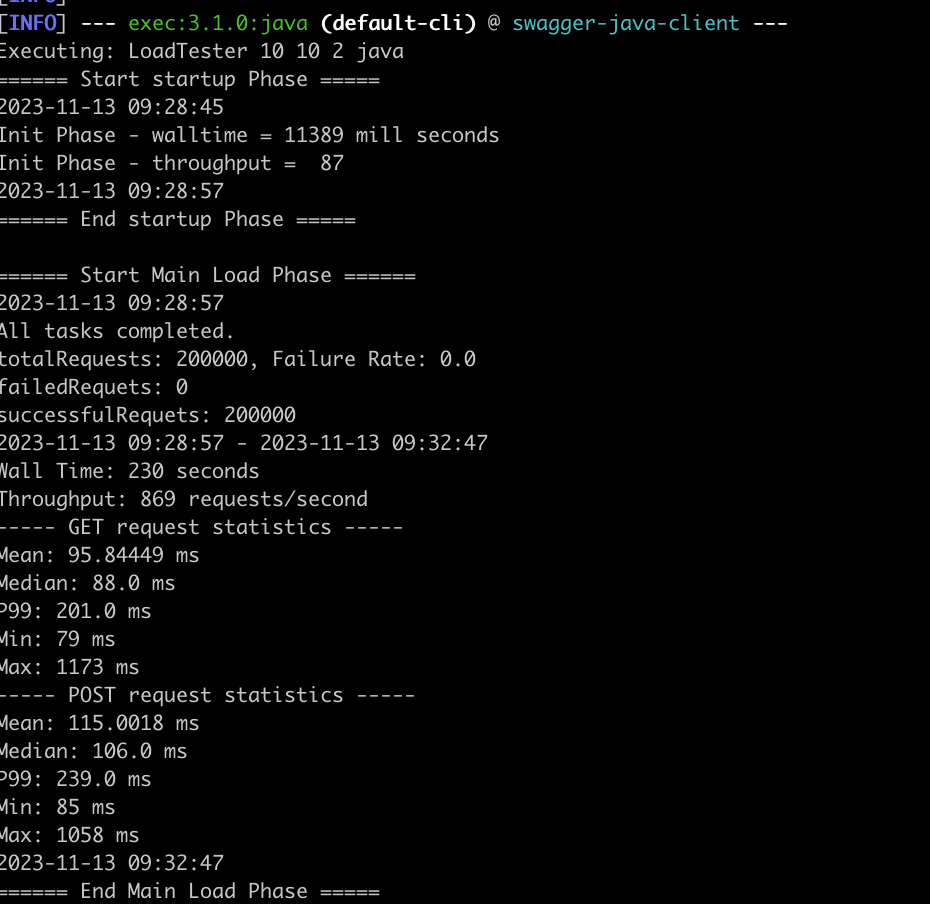 [INFO]
[INFO] --- exec:3.1.0:java (default-cli) @ swagger-java-client ---
Executing: LoadTester 10 10 2 java
====== Start startup Phase =====
2023-11-13 09:28:45
Init Phase - walltime = 11389 mill seconds
Init Phase - throughput =  87
2023-11-13 09:28:57
====== End startup Phase =====

====== Start Main Load Phase ======
2023-11-13 09:28:57
All tasks completed.
totalRequests: 200000, Failure Rate: 0.0
failedRequets: 0
successfulRequets: 200000
2023-11-13 09:28:57 - 2023-11-13 09:32:47
Wall Time: 230 seconds
Throughput: 869 requests/second
----- GET request statistics -----
Mean: 95.84449 ms
Median: 88.0 ms
P99: 201.0 ms
Min: 79 ms
Max: 1173 ms
----- POST request statistics -----
Mean: 115.0018 ms
Median: 106.0 ms
P99: 239.0 ms
Min: 85 ms
Max: 1058 ms
2023-11-13 09:32:47
====== End Main Load Phase =====